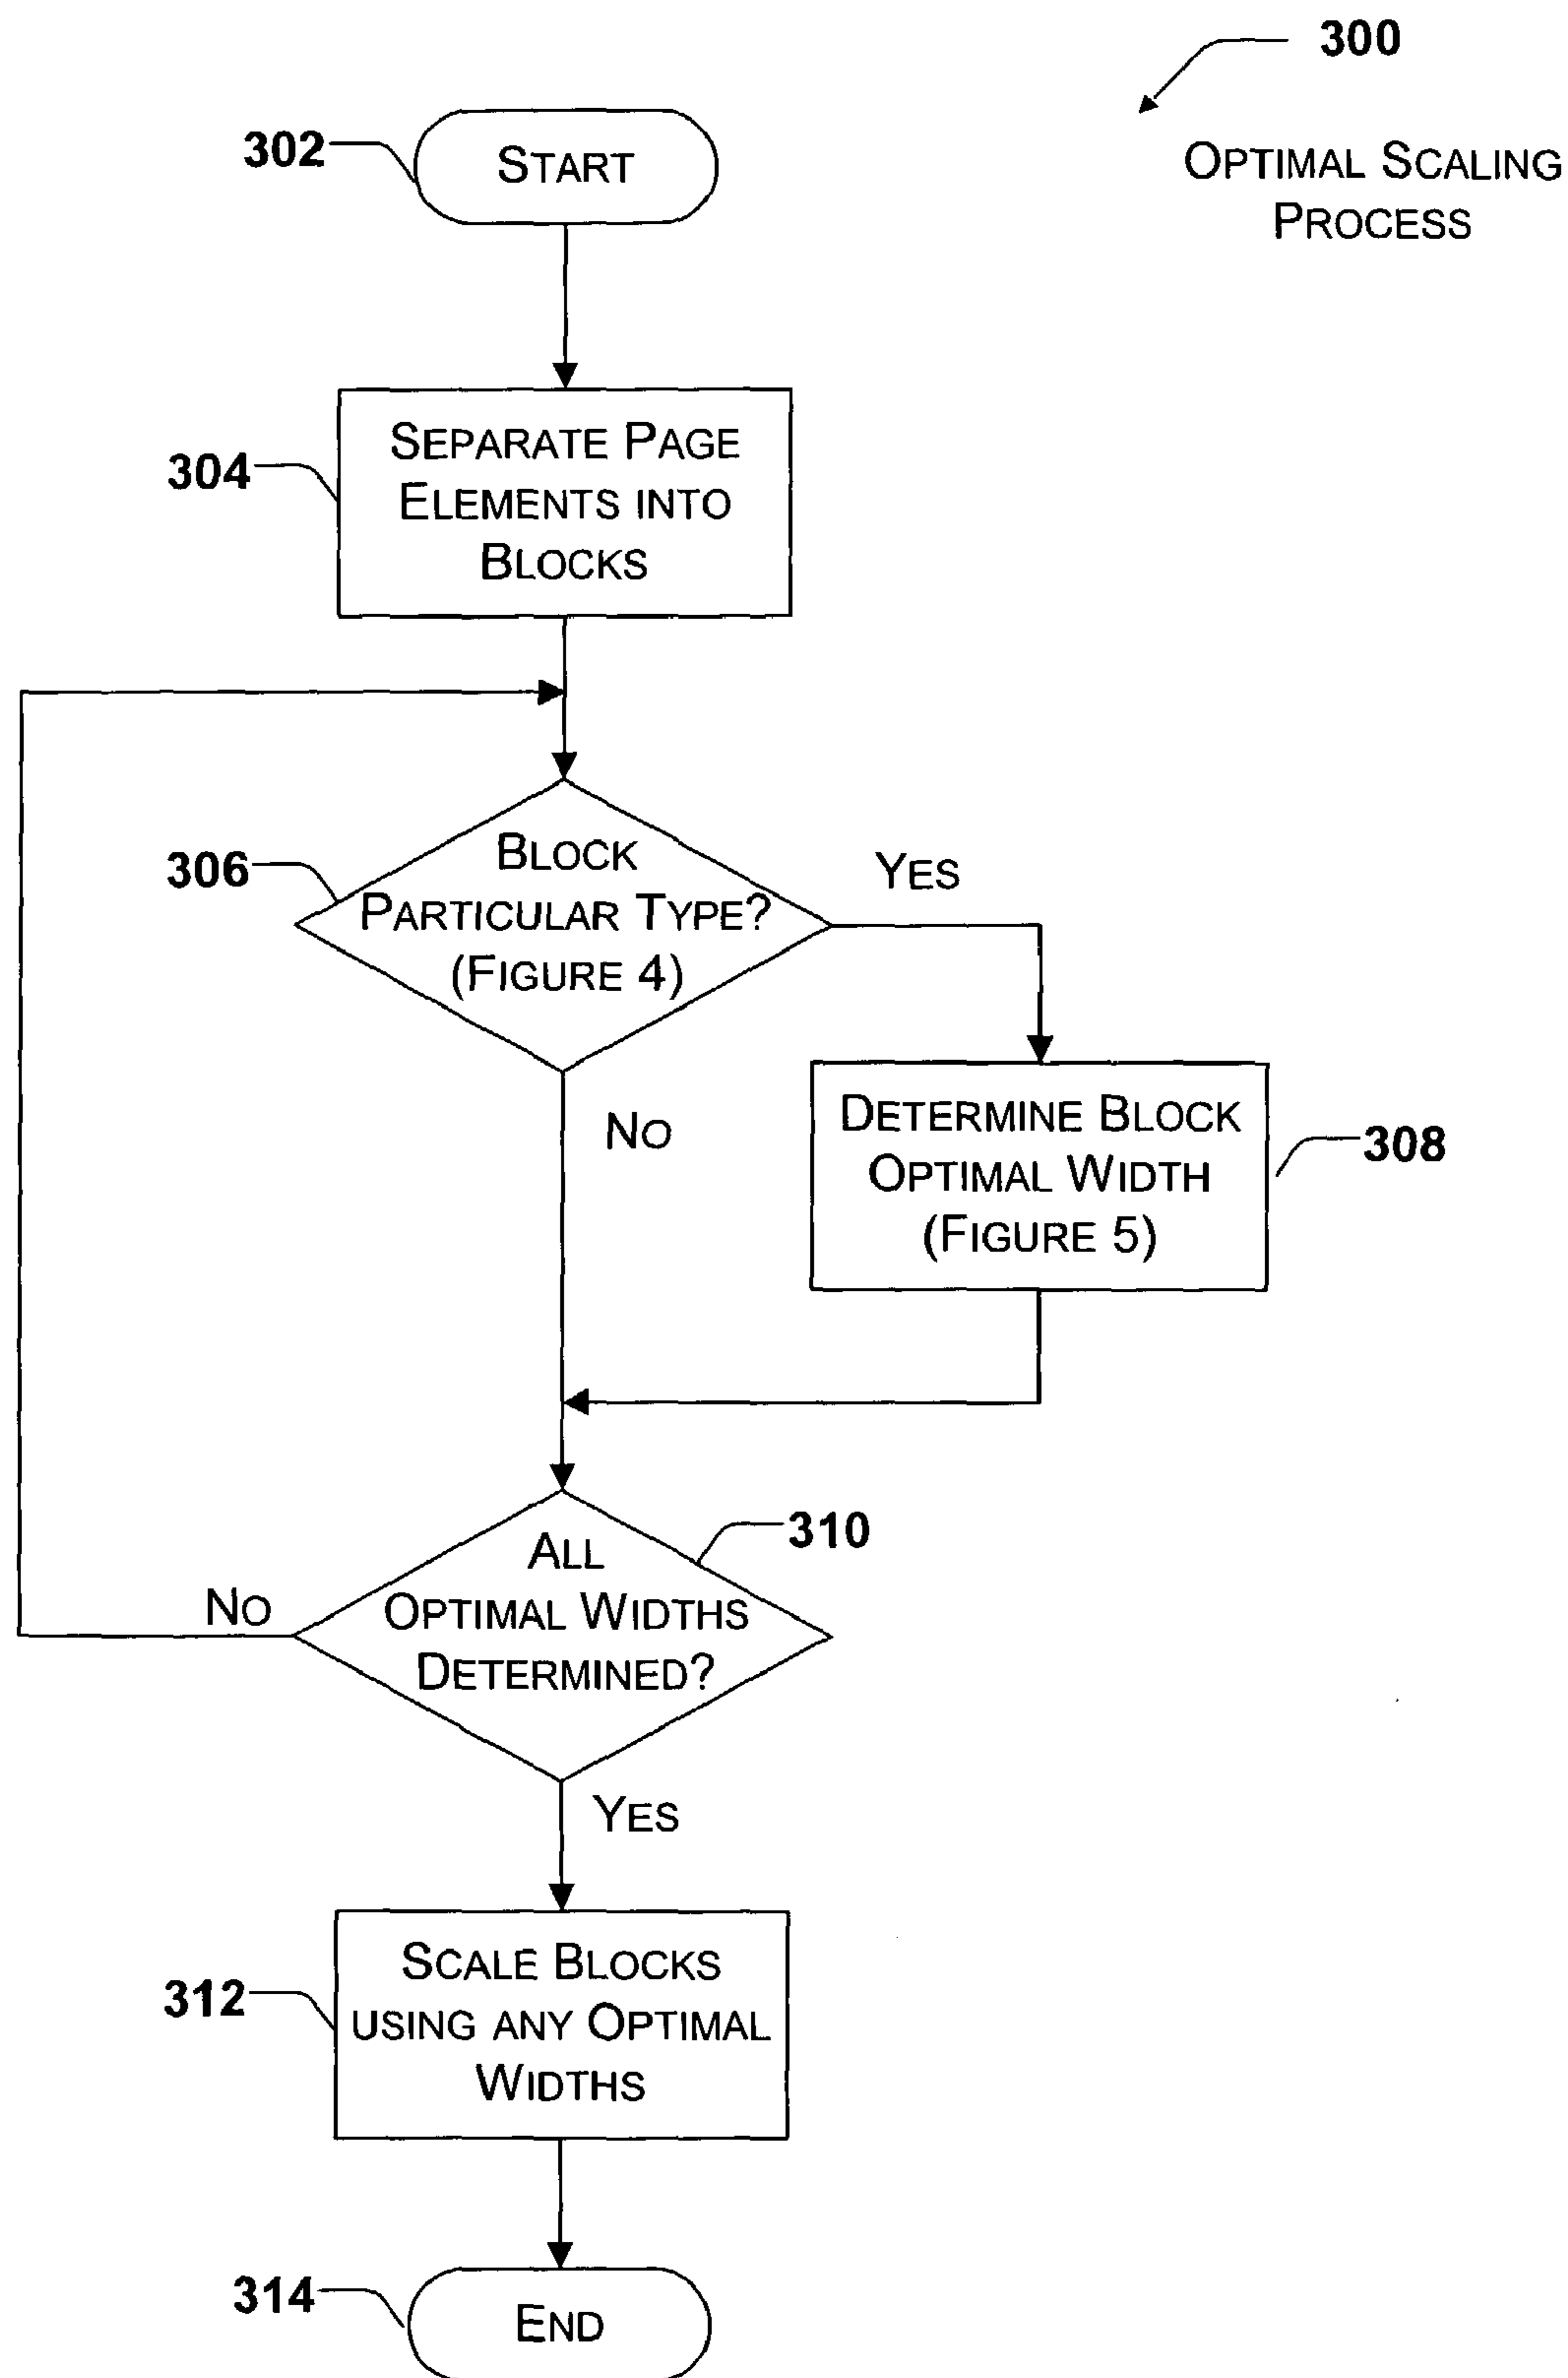 300
OPTIMAL SCALING
PROCESS
302
START
304
SEPARATE PAGE
ELEMENTS INTO
BLOCKS
306
BLOCK
PARTICULAR TYPE?
(FIGURE 4)
YES
NO
DETERMINE BLOCK
OPTIMAL WIDTH
(FIGURE 5)
308
310
ALL
OPTIMAL WIDTHS
DETERMINED?
NO
YES
312
SCALE BLOCKS
USING ANY OPTIMAL
WIDTHS
314
END